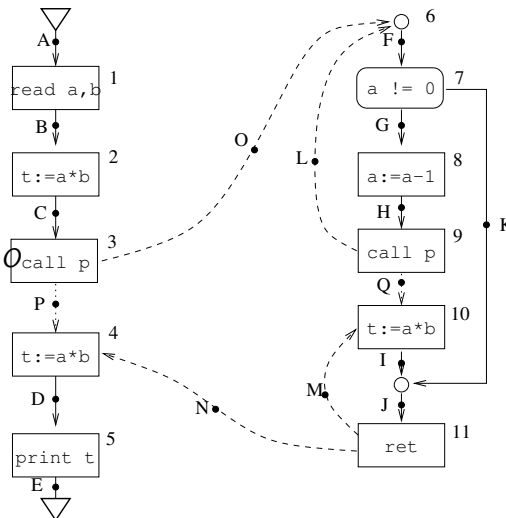 A
read a,b
1
B
t:=a*b
2
C
O call p
3
P
t:=a*b
4
D
print t
5
E
O
N
L
M
6
F
a != 0
7
G
a:=a-1
8
H
call p
9
Q
t:=a*b
10
I
J
ret
11
K